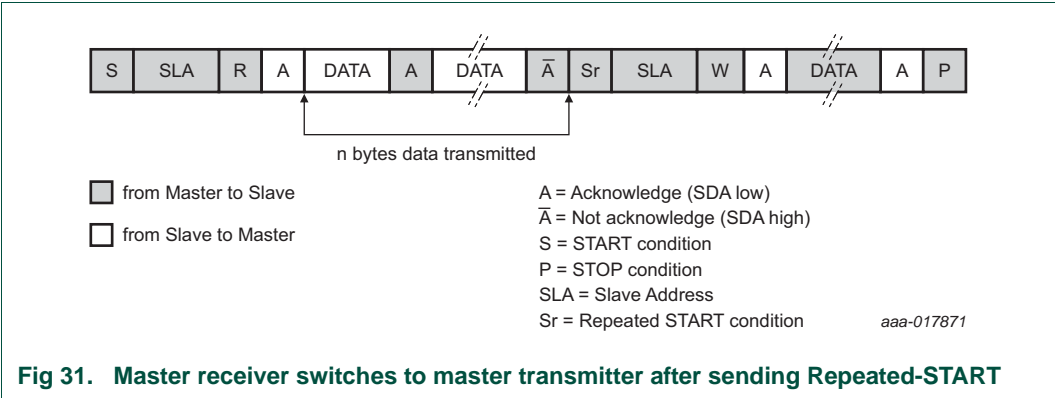 S SLA R A DATA A DATA A̅ Sr SLA W A DATA A P
n bytes data transmitted
from Master to Slave
from Slave to Master
A = Acknowledge (SDA low)
A̅ = Not acknowledge (SDA high)
S = START condition
P = STOP condition
SLA = Slave Address
Sr = Repeated START condition
aaa-017871
Fig 31. Master receiver switches to master transmitter after sending Repeated-START